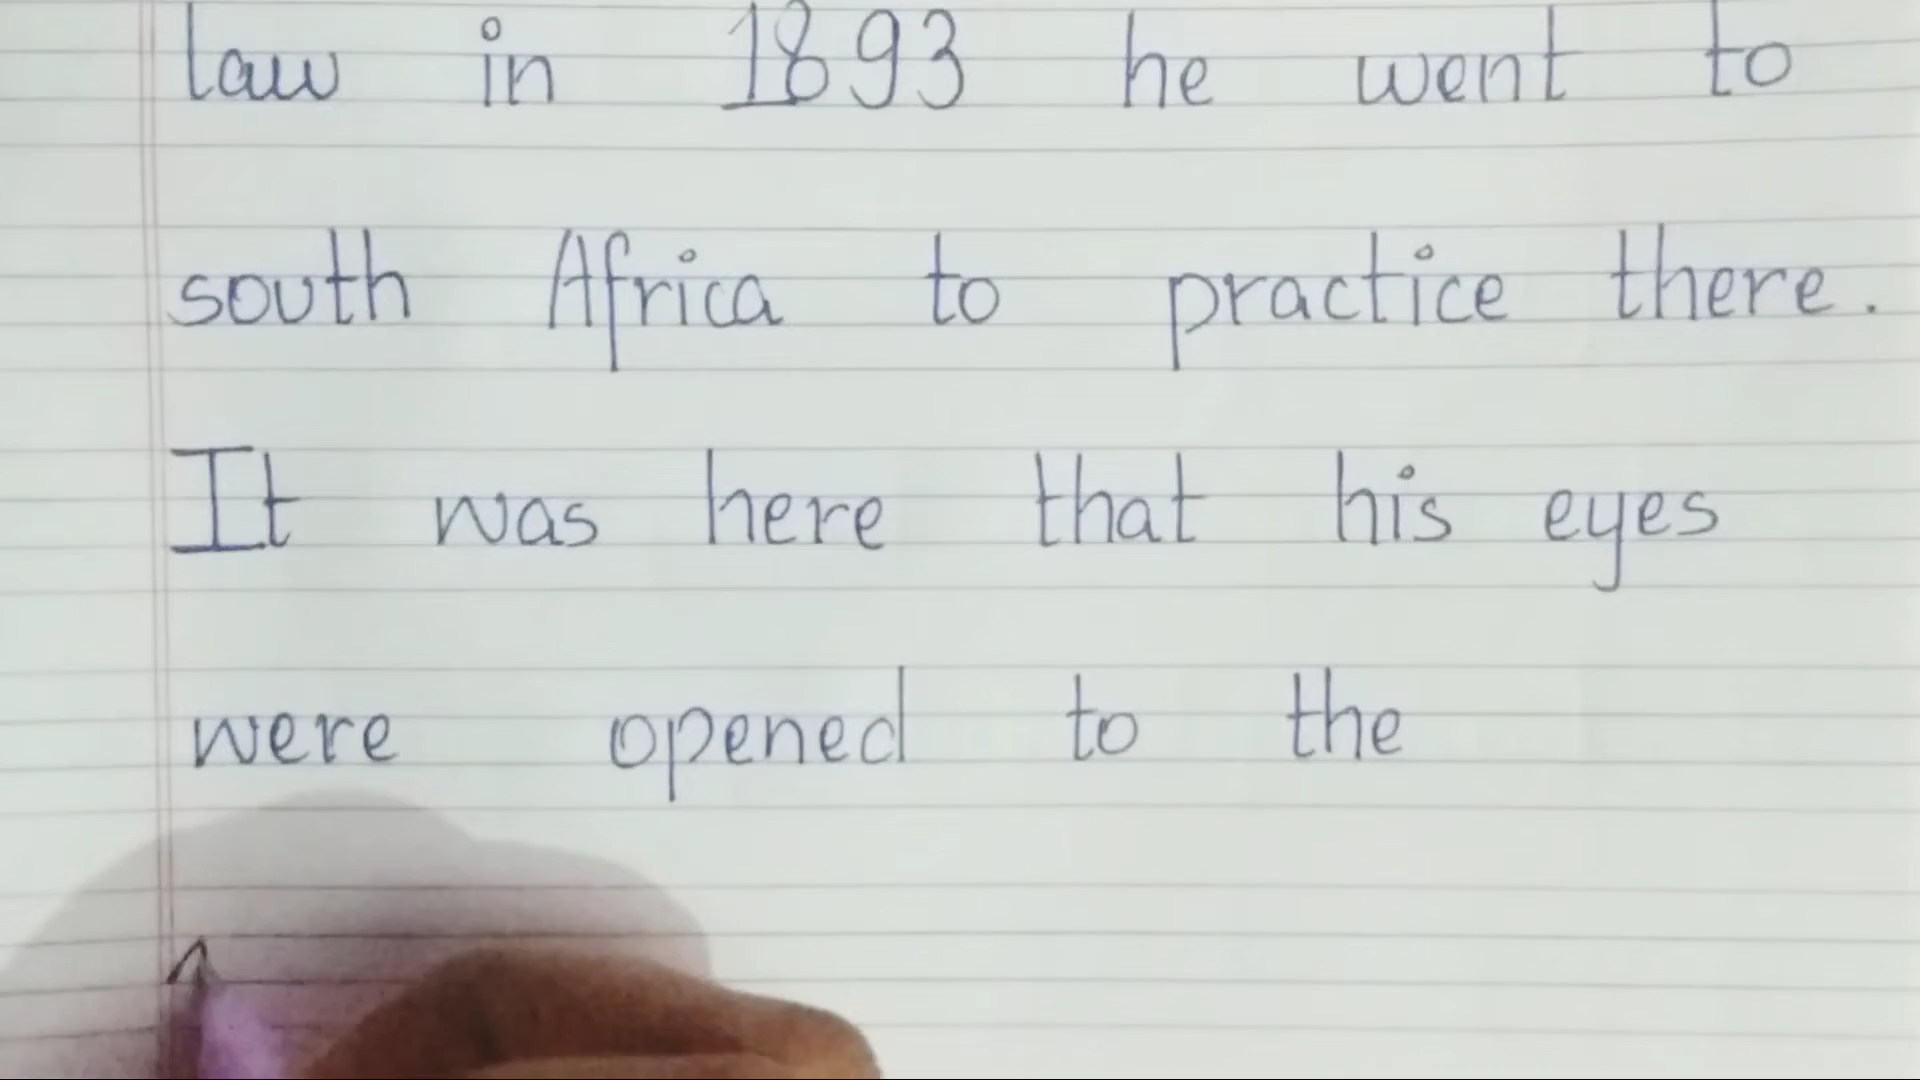 law in 1893 he went to
south Africa to practice there.
It was here that his eyes
were opened to the